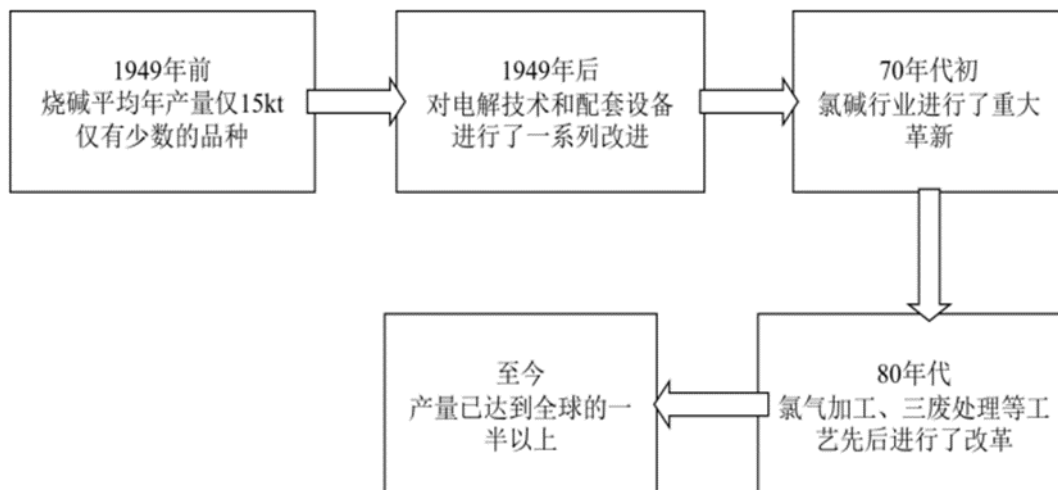 1949年前
烧碱平均年产量仅15kt
仅有少数的品种
1949年后
对电解技术和配套设备
进行了一系列改进
70年代初
氯碱行业进行了重大
革新
80年代
氯气加工、三废处理等工
艺先后进行了改革
至今
产量已达到全球的一
半以上